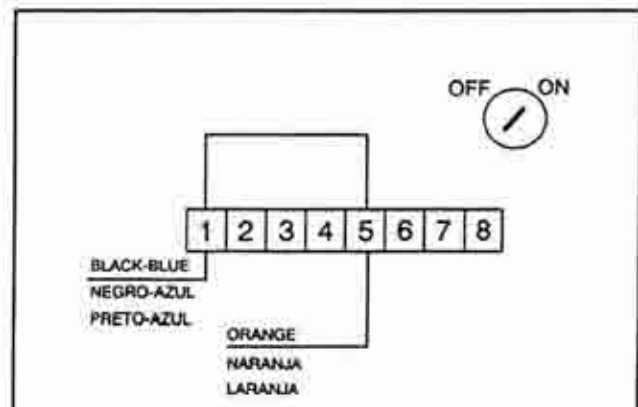 OFF ON
1 2 3 4 5 6 7 8
BLACK-BLUE
NEGRO-AZUL
PRETO-AZUL
ORANGE
NARANJA
LARANJA